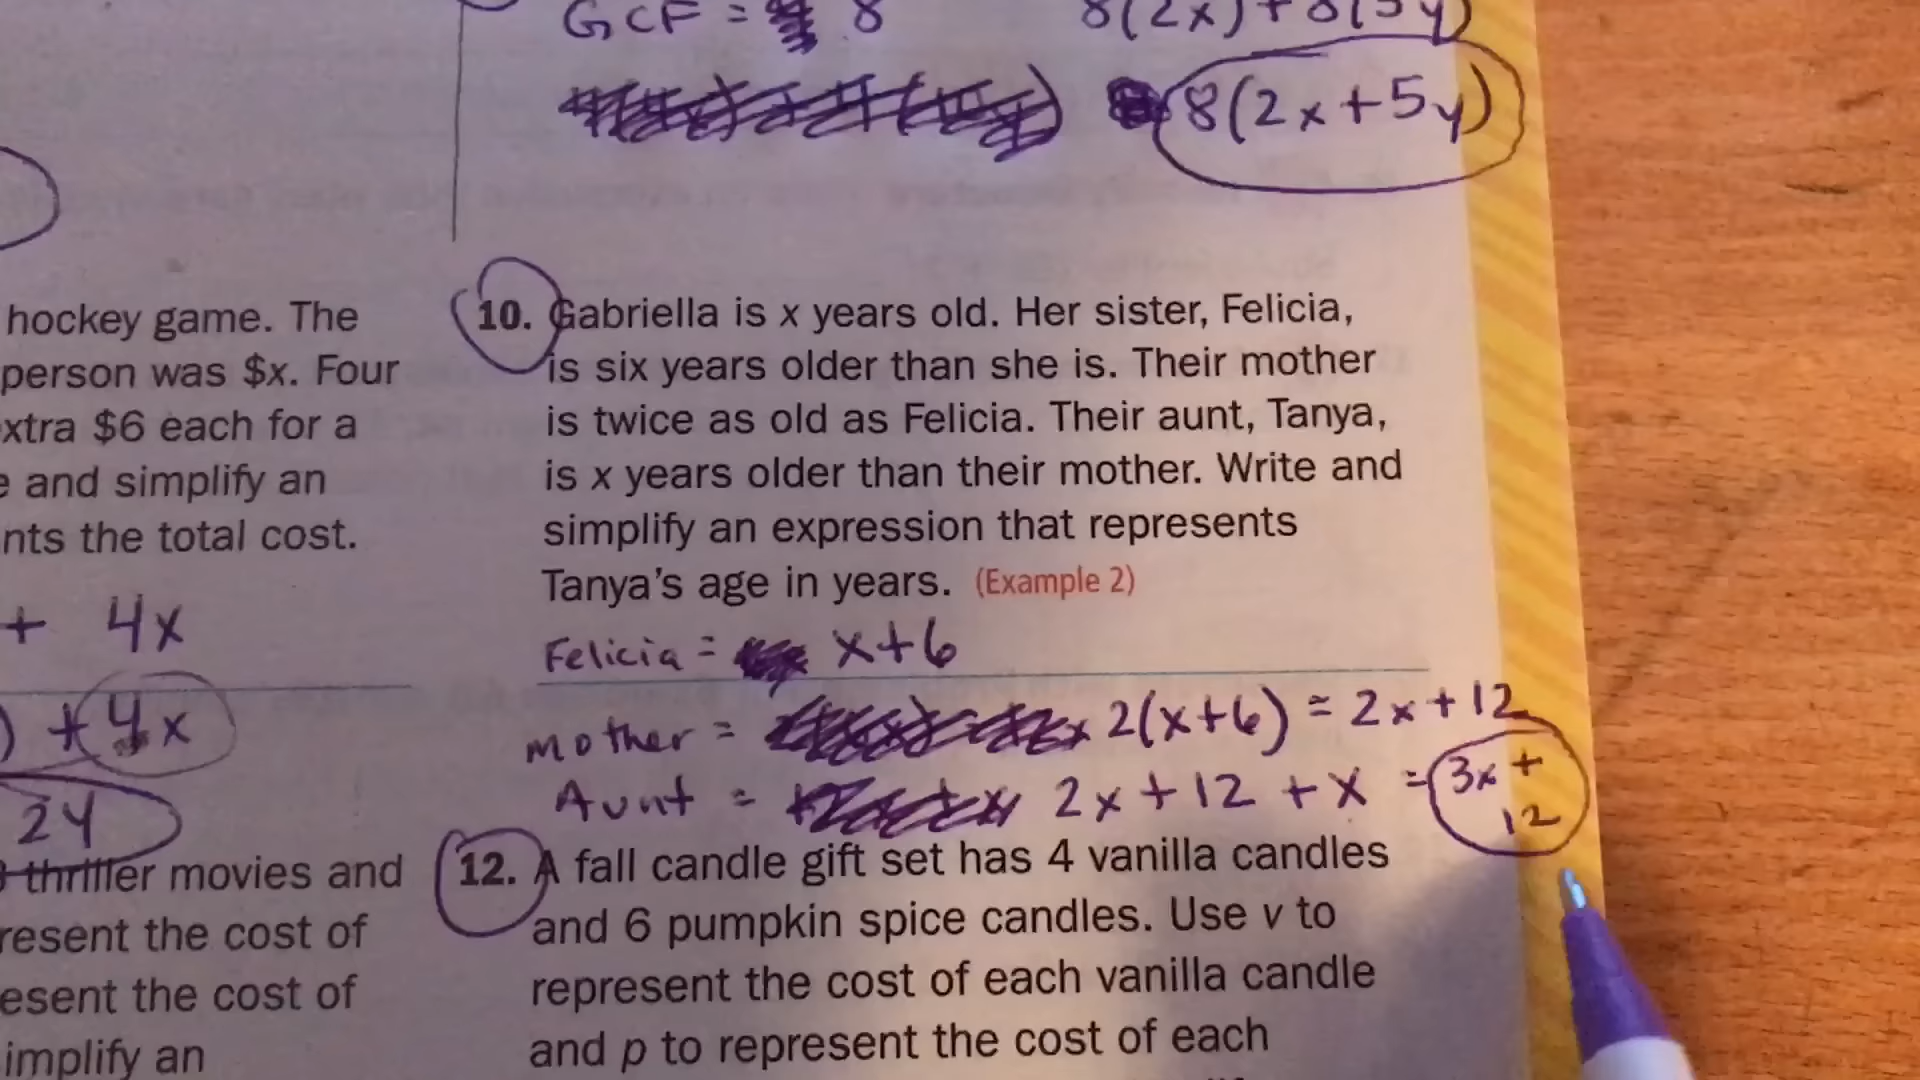 GCF = 8
8(2x)+8(5y)
8(2x+5y)
hockey game. The
person was $x. Four
xtra $6 each for a
e and simplify an
nts the total cost.
+ 4x
) + 4x
24
thriller movies and
resent the cost of
esent the cost of
implify an
10. Gabriella is x years old. Her sister, Felicia,
is six years older than she is. Their mother
is twice as old as Felicia. Their aunt, Tanya,
is x years older than their mother. Write and
simplify an expression that represents
Tanya's age in years. (Example 2)
Felicia = x+6
mother = 2(x+6) = 2x+12
Aunt = 2x+12+x = 3x+
12
12. A fall candle gift set has 4 vanilla candles
and 6 pumpkin spice candles. Use v to
represent the cost of each vanilla candle
and p to represent the cost of each